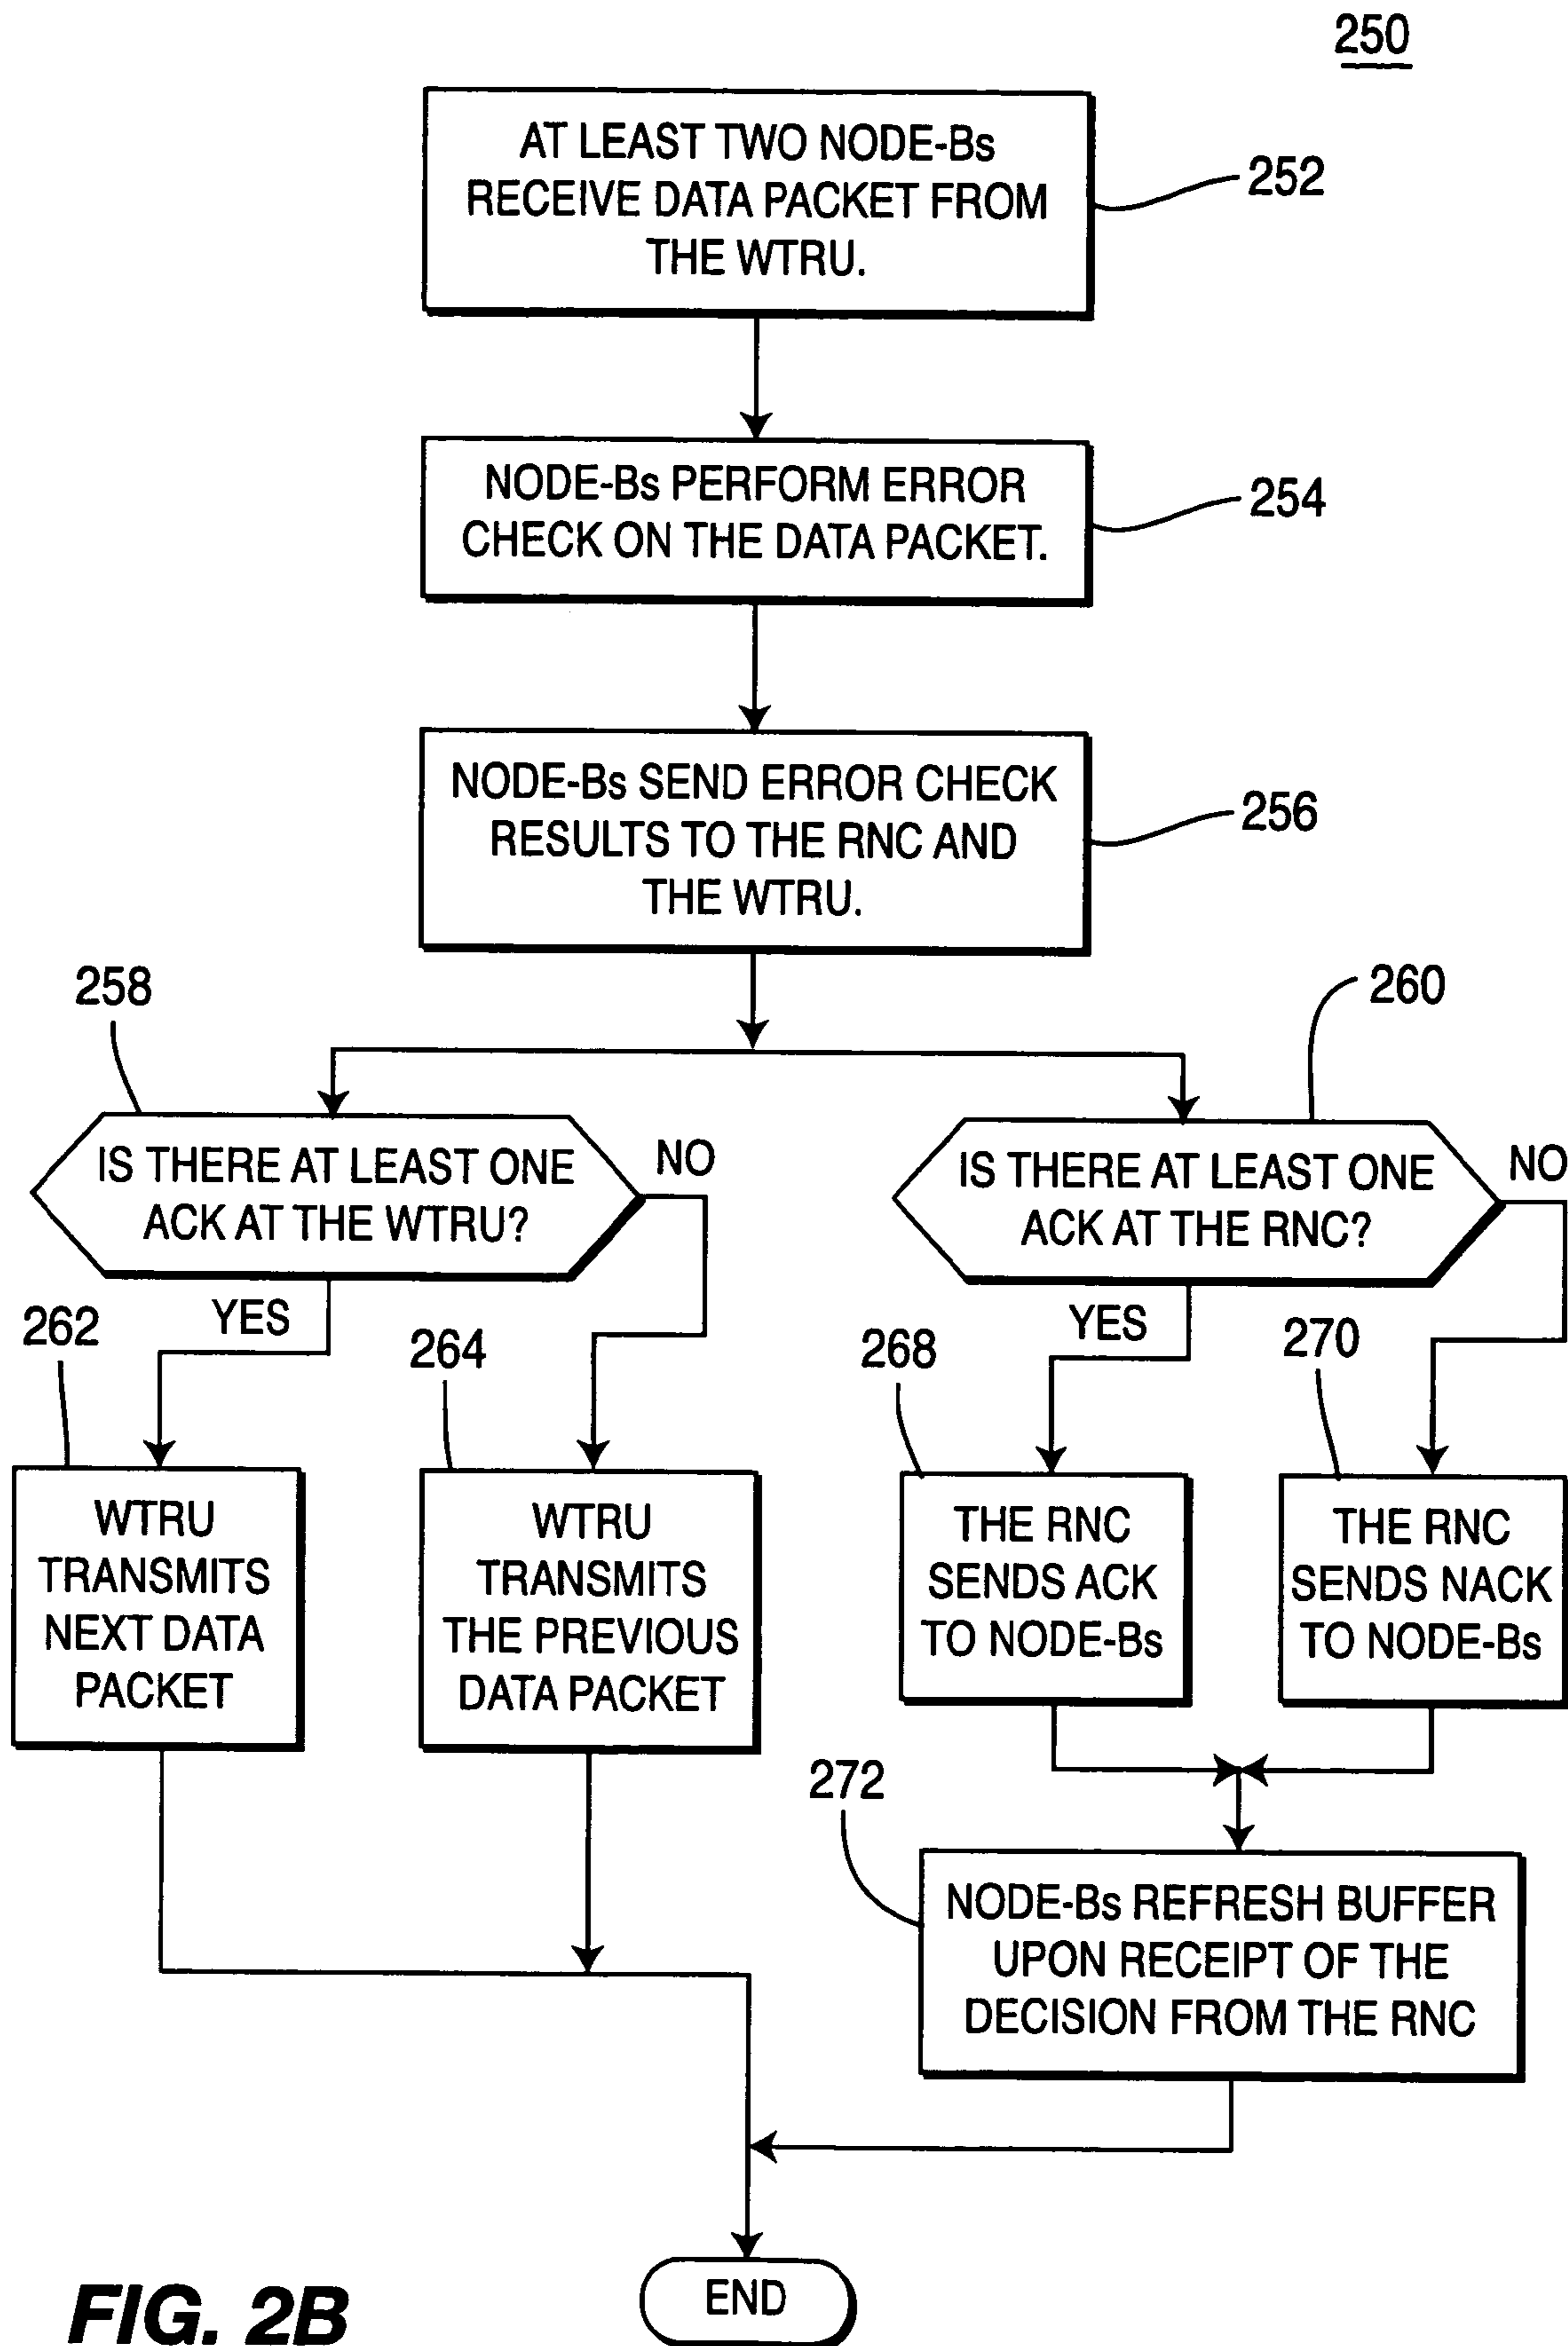 250
AT LEAST TWO NODE-Bs
RECEIVE DATA PACKET FROM
THE WTRU.
252
NODE-Bs PERFORM ERROR
CHECK ON THE DATA PACKET.
254
NODE-Bs SEND ERROR CHECK
RESULTS TO THE RNC AND
THE WTRU.
256
258
260
IS THERE AT LEAST ONE
ACK AT THE WTRU?
NO
IS THERE AT LEAST ONE
ACK AT THE RNC?
NO
YES
YES
262
264
268
270
WTRU
TRANSMITS
NEXT DATA
PACKET
WTRU
TRANSMITS
THE PREVIOUS
DATA PACKET
THE RNC
SENDS ACK
TO NODE-Bs
THE RNC
SENDS NACK
TO NODE-Bs
272
NODE-Bs REFRESH BUFFER
UPON RECEIPT OF THE
DECISION FROM THE RNC
END
FIG. 2B